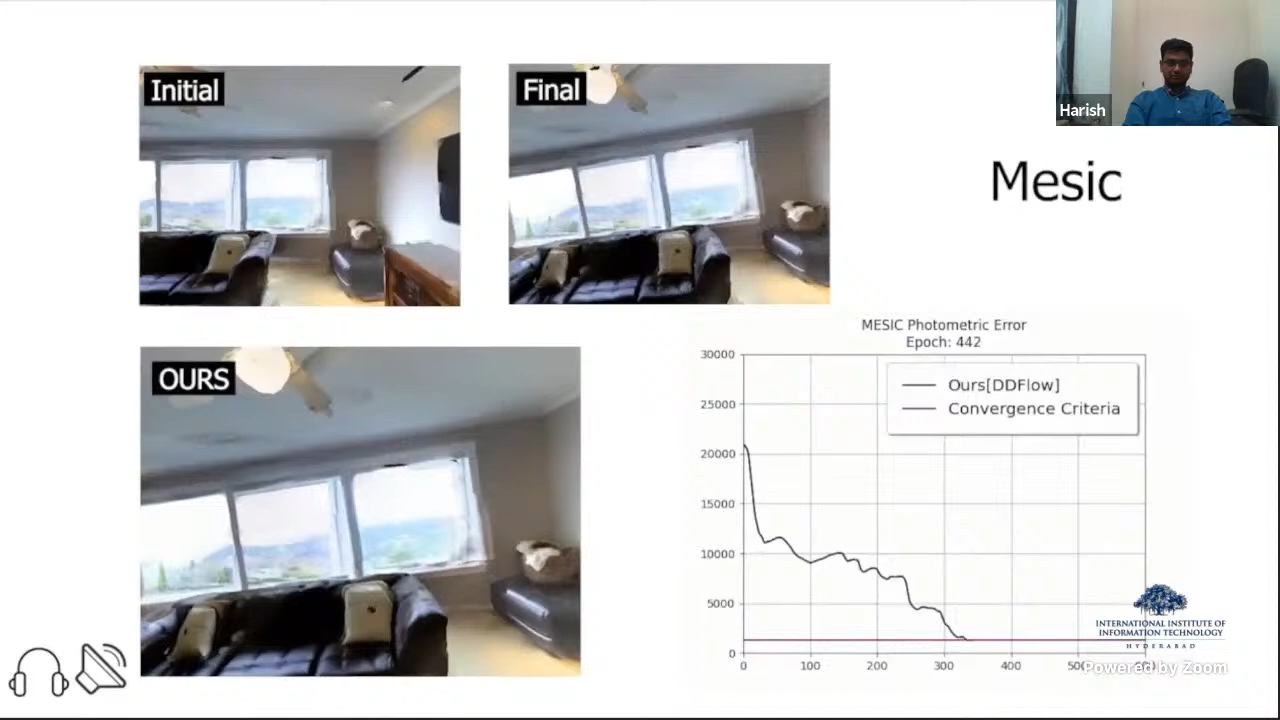 Initial
Final
Harish
Mesic
OURS
MESIC Photometric Error
Epoch: 442
30000
25000
20000
15000
10000
5000
0
Ours[DDFlow]
Convergence Criteria
0
100
200
300
400
INTERNATIONAL INSTITUTE OF
INFORMATION TECHNOLOGY
HYDERABAD
Powered by Zoom